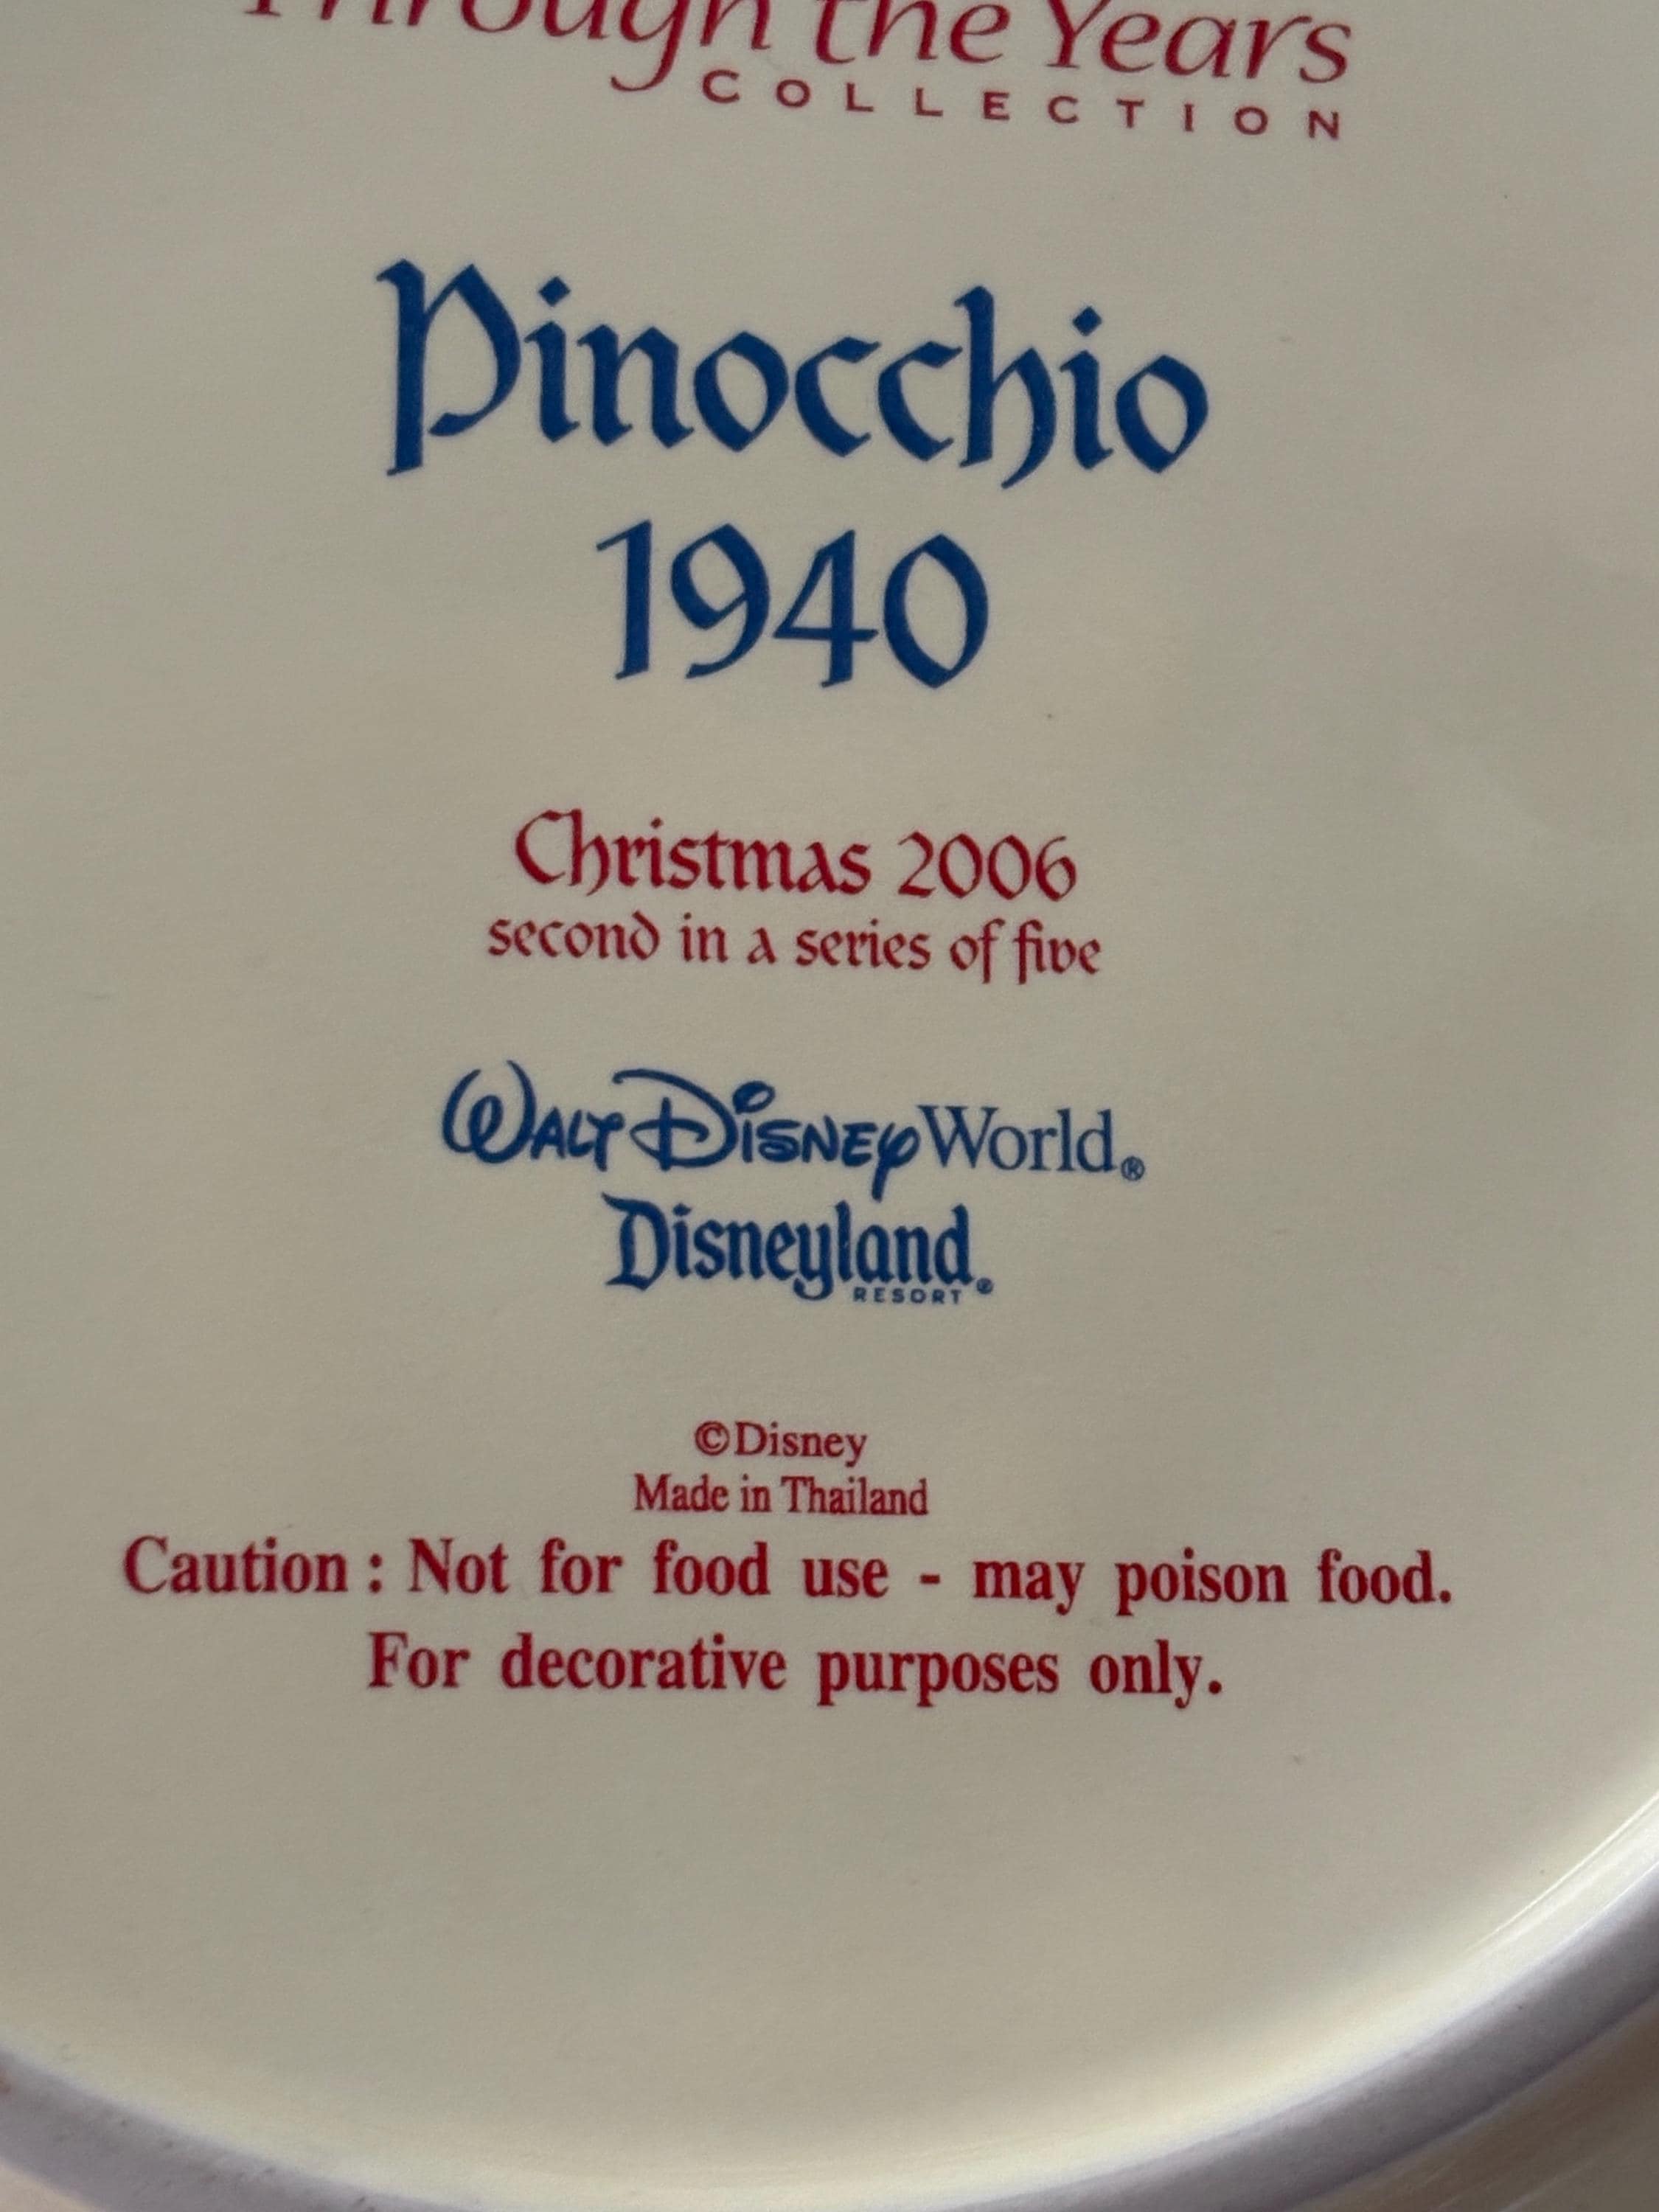 Through the Years
COLLECTION
Pinocchio
1940
Christmas 2006
second in a series of five
Walt Disney World®
Disneyland®
RESORT
©Disney
Made in Thailand
Caution : Not for food use - may poison food.
For decorative purposes only.